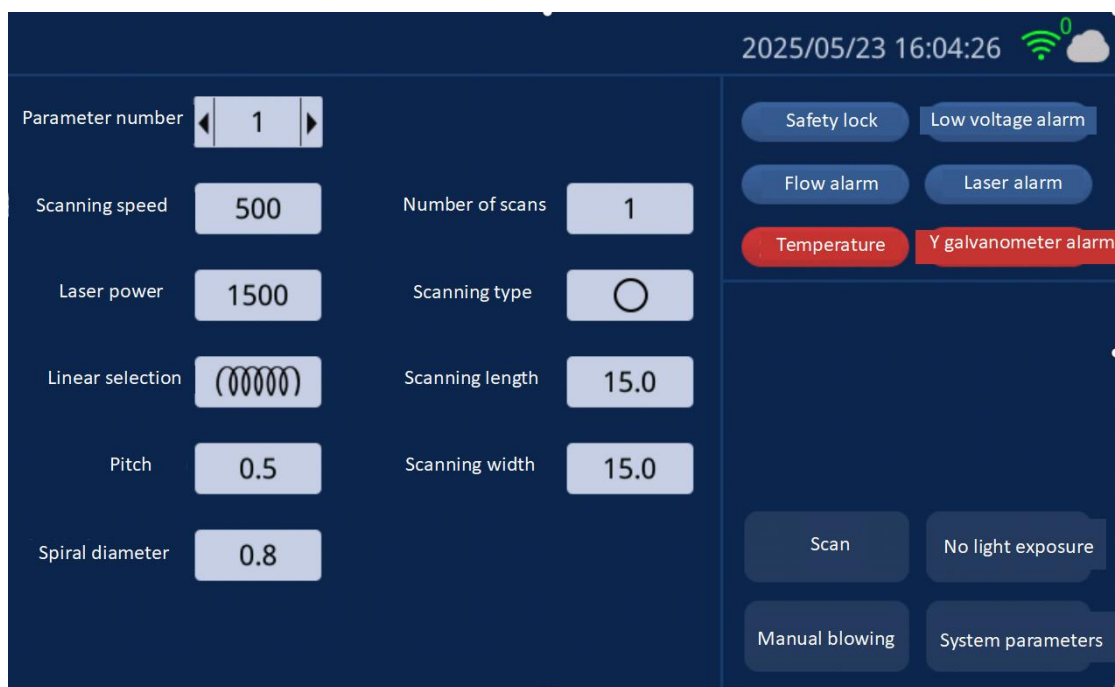 2025/05/23 16:04:26
0
Parameter number
1
Safety lock
Low voltage alarm
Scanning speed
500
Number of scans
1
Flow alarm
Laser alarm
Temperature
Y galvanometer alarm
Laser power
1500
Scanning type
Linear selection
Scanning length
15.0
Pitch
0.5
Scanning width
15.0
Spiral diameter
0.8
Scan
No light exposure
Manual blowing
System parameters